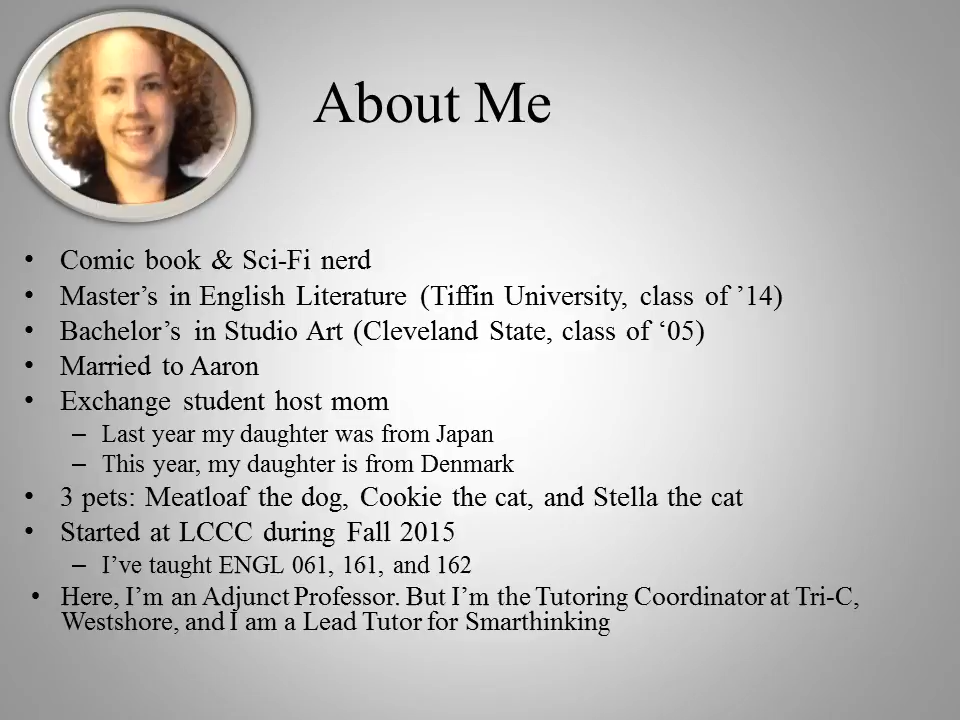 About Me
• Comic book & Sci-Fi nerd
• Master’s in English Literature (Tiffin University, class of ’14)
• Bachelor’s in Studio Art (Cleveland State, class of ‘05)
• Married to Aaron
• Exchange student host mom
– Last year my daughter was from Japan
– This year, my daughter is from Denmark
• 3 pets: Meatloaf the dog, Cookie the cat, and Stella the cat
• Started at LCCC during Fall 2015
– I’ve taught ENGL 061, 161, and 162
• Here, I’m an Adjunct Professor. But I’m the Tutoring Coordinator at Tri-C,
Westshore, and I am a Lead Tutor for Smarthinking